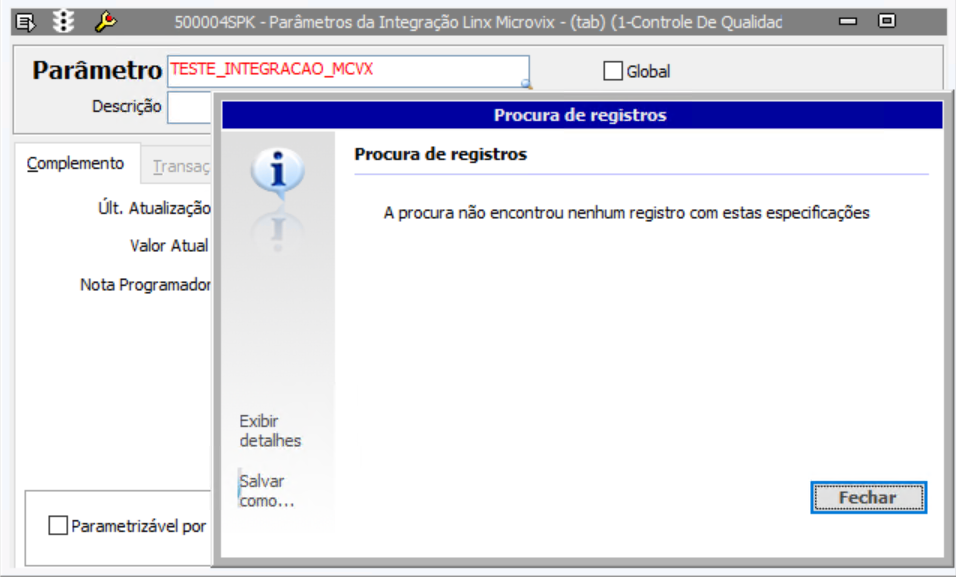 500004SPK - Parâmetros da Integração Linx Microvix - (tab) (1-Controle De Qualidad
Parâmetro TESTE_INTEGRACAO_MCVX Global
Descrição
Procura de registros
Complemento Transaç
Procura de registros
Últ. Atualização
A procura não encontrou nenhum registro com estas especificações
Valor Atual
Nota Programador
Exibir
detalhes
Salvar
como...
Fechar
Parametrizável por